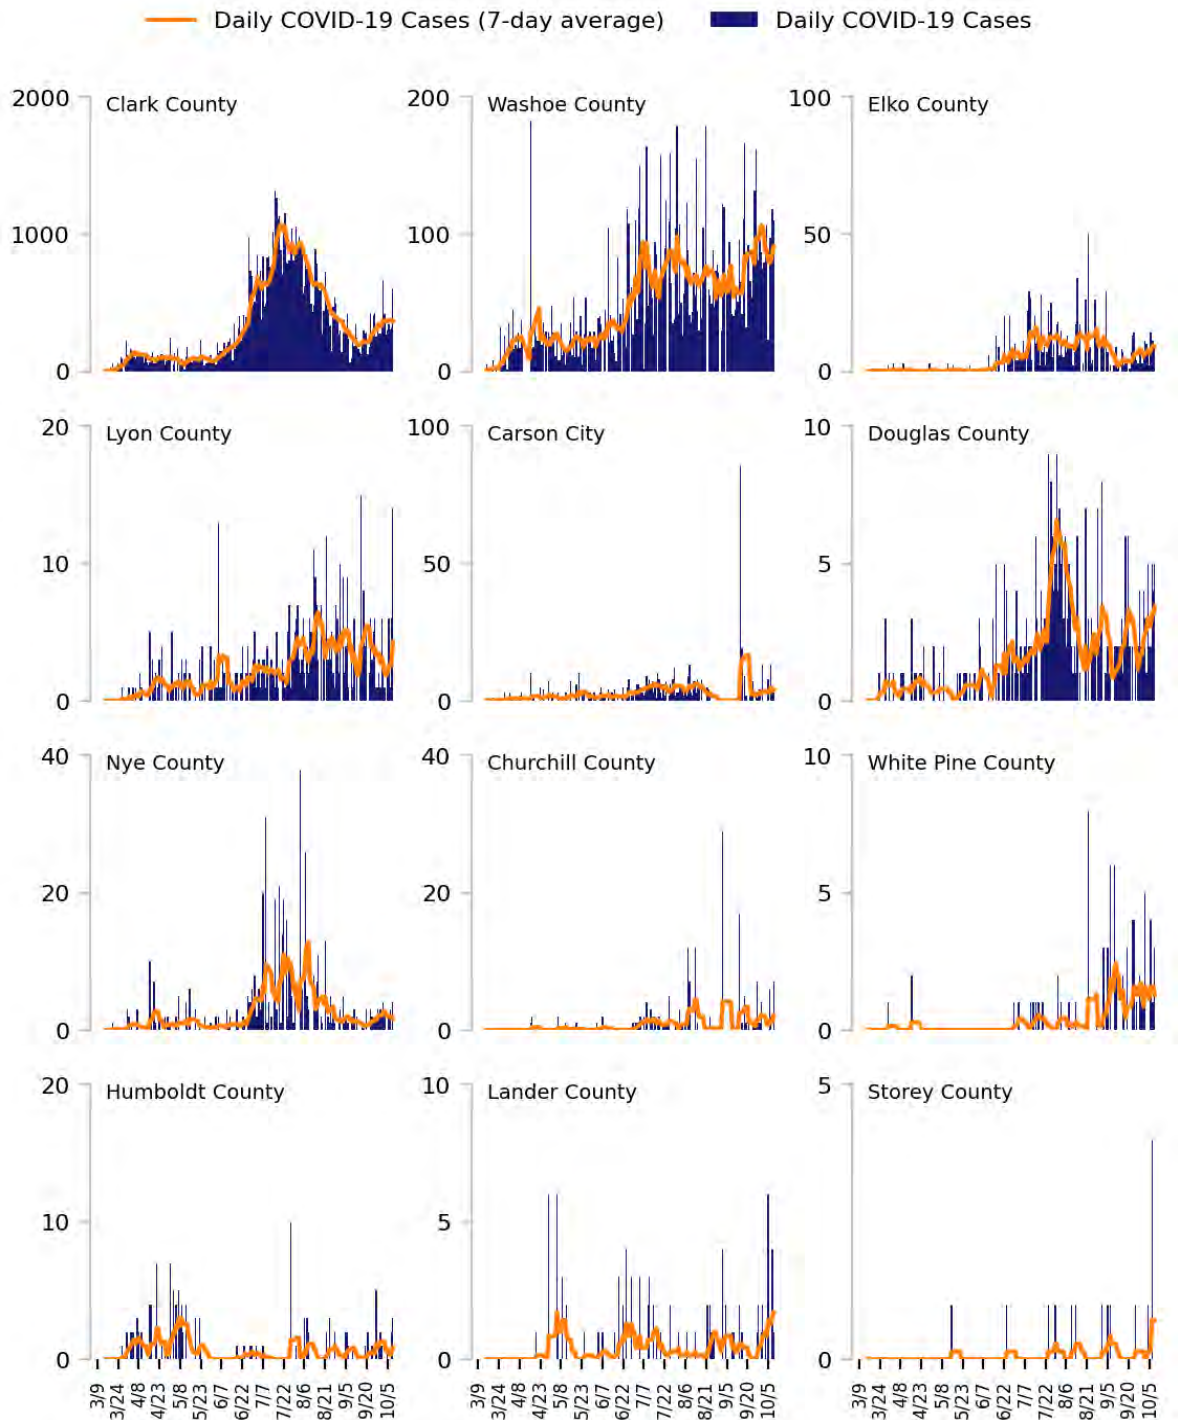 Daily COVID-19 Cases (7-day average) Daily COVID-19 Cases
Clark County Washoe County Elko County
2000 200 100
1000 100 50
0 0 0
Lyon County Carson City Douglas County
20 100 10
10 50 5
0 0 0
Nye County Churchill County White Pine County
40 40 10
20 20 5
0 0 0
Humboldt County Lander County Storey County
20 10 5
10 5
0 0 0
3/9 3/24 4/8 4/23 5/8 5/23 6/7 6/22 7/7 7/22 8/6 8/21 9/5 9/20 10/5
3/9 3/24 4/8 4/23 5/8 5/23 6/7 6/22 7/7 7/22 8/6 8/21 9/5 9/20 10/5
3/9 3/24 4/8 4/23 5/8 5/23 6/7 6/22 7/7 7/22 8/6 8/21 9/5 9/20 10/5